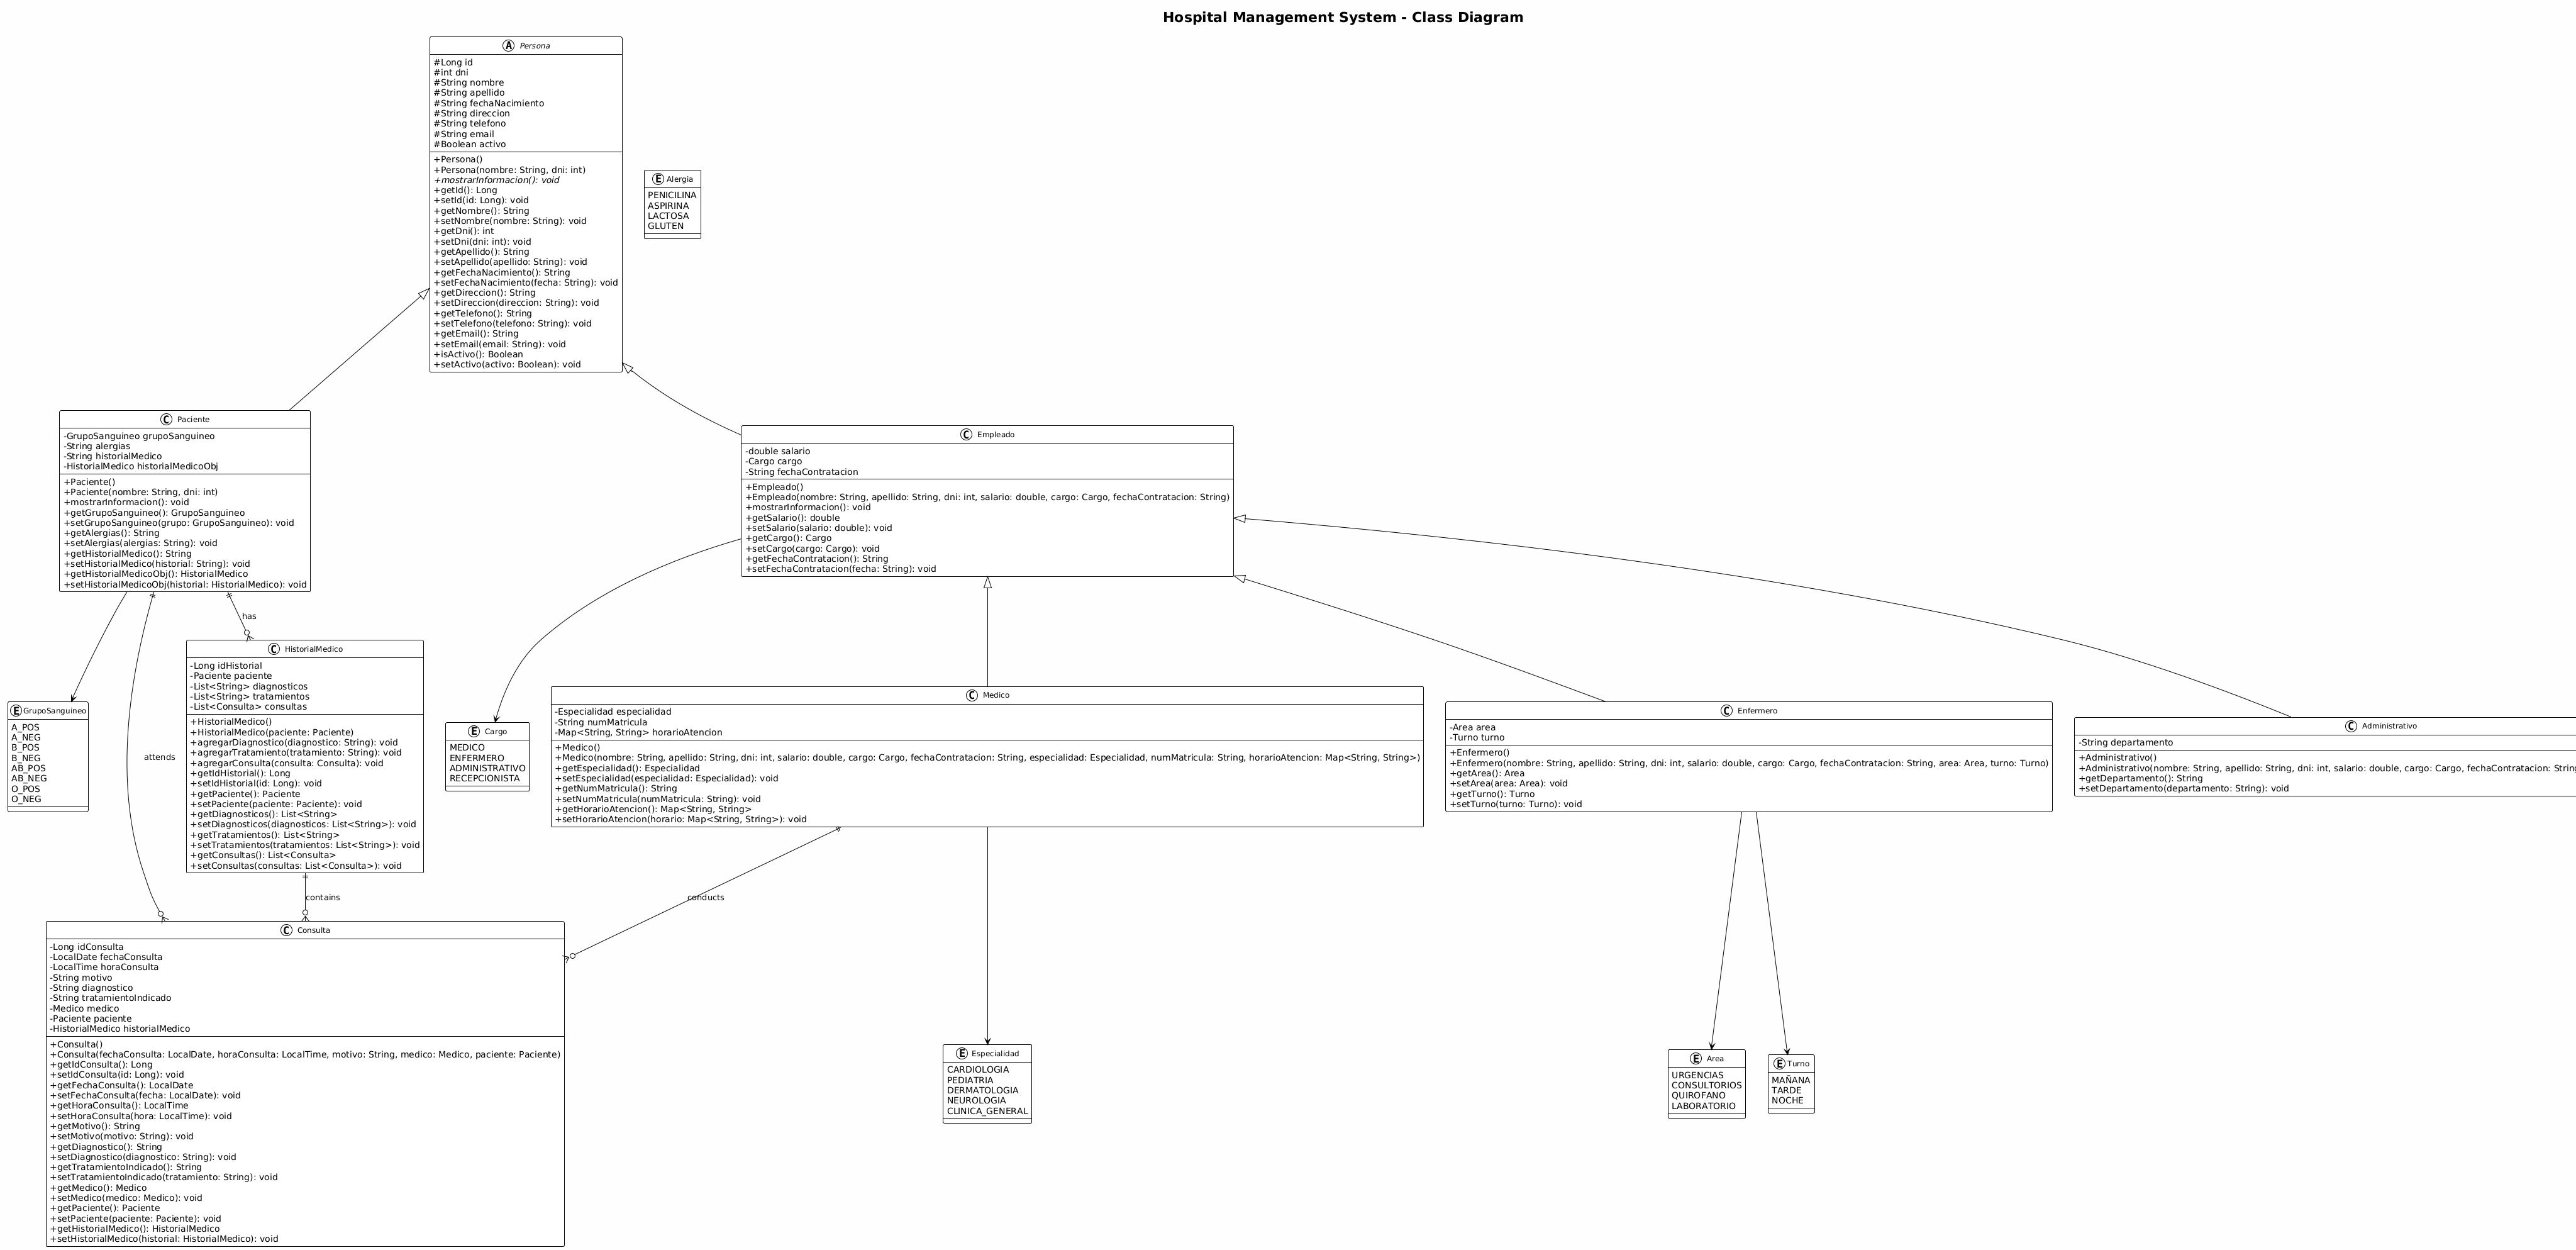 Hospital Management System - Class Diagram
A Persona
#Long id
#int dni
#String nombre
#String apellido
#String fechaNacimiento
#String direccion
#String telefono
#String email
#Boolean activo
+Persona()
+Persona(nombre: String, dni: int)
+mostrarInformacion(): void
+getId(): Long
+setId(id: Long): void
+getNombre(): String
+setNombre(nombre: String): void
+getDni(): int
+setDni(dni: int): void
+getApellido(): String
+setApellido(apellido: String): void
+getFechaNacimiento(): String
+setFechaNacimiento(fecha: String): void
+getDireccion(): String
+setDireccion(direccion: String): void
+getTelefono(): String
+setTelefono(telefono: String): void
+getEmail(): String
+setEmail(email: String): void
+isActivo(): Boolean
+setActivo(activo: Boolean): void
E Alergia
PENICILINA
ASPIRINA
LACTOSA
GLUTEN
C Paciente
-GrupoSanguineo grupoSanguineo
-String alergias
-String historialMedico
-HistorialMedico historialMedicoObj
+Paciente()
+Paciente(nombre: String, dni: int)
+mostrarInformacion(): void
+getGrupoSanguineo(): GrupoSanguineo
+setGrupoSanguineo(grupo: GrupoSanguineo): void
+getAlergias(): String
+setAlergias(alergias: String): void
+getHistorialMedico(): String
+setHistorialMedico(historial: String): void
+getHistorialMedicoObj(): HistorialMedico
+setHistorialMedicoObj(historial: HistorialMedico): void
C Empleado
-double salario
-Cargo cargo
-String fechaContratacion
+Empleado()
+Empleado(nombre: String, apellido: String, dni: int, salario: double, cargo: Cargo, fechaContratacion: String)
+mostrarInformacion(): void
+getSalario(): double
+setSalario(salario: double): void
+getCargo(): Cargo
+setCargo(cargo: Cargo): void
+getFechaContratacion(): String
+setFechaContratacion(fecha: String): void
has
C HistorialMedico
-Long idHistorial
-Paciente paciente
-List<String> diagnosticos
-List<String> tratamientos
-List<Consulta> consultas
+HistorialMedico()
+HistorialMedico(paciente: Paciente)
+agregarDiagnostico(diagnostico: String): void
+agregarTratamiento(tratamiento: String): void
+agregarConsulta(consulta: Consulta): void
+getIdHistorial(): Long
+setIdHistorial(id: Long): void
+getPaciente(): Paciente
+setPaciente(paciente: Paciente): void
+getDiagnosticos(): List<String>
+setDiagnosticos(diagnosticos: List<String>): void
+getTratamientos(): List<String>
+setTratamientos(tratamientos: List<String>): void
+getConsultas(): List<Consulta>
+setConsultas(consultas: List<Consulta>): void
E GrupoSanguineo
A_POS
A_NEG
B_POS
B_NEG
AB_POS
AB_NEG
O_POS
O_NEG
attends
E Cargo
MEDICO
ENFERMERO
ADMINISTRATIVO
RECEPCIONISTA
C Medico
-Especialidad especialidad
-String numMatricula
-Map<String, String> horarioAtencion
+Medico()
+Medico(nombre: String, apellido: String, dni: int, salario: double, cargo: Cargo, fechaContratacion: String, especialidad: Especialidad, numMatricula: String, horarioAtencion: Map<String, String>)
+getEspecialidad(): Especialidad
+setEspecialidad(especialidad: Especialidad): void
+getNumMatricula(): String
+setNumMatricula(numMatricula: String): void
+getHorarioAtencion(): Map<String, String>
+setHorarioAtencion(horario: Map<String, String>): void
C Enfermero
-Area area
-Turno turno
+Enfermero()
+Enfermero(nombre: String, apellido: String, dni: int, salario: double, cargo: Cargo, fechaContratacion: String, area: Area, turno: Turno)
+getArea(): Area
+setArea(area: Area): void
+getTurno(): Turno
+setTurno(turno: Turno): void
C Administrativo
-String departamento
+Administrativo()
+Administrativo(nombre: String, apellido: String, dni: int, salario: double, cargo: Cargo, fechaContratacion:
+getDepartamento(): String
+setDepartamento(departamento: String): void
contains
conducts
C Consulta
-Long idConsulta
-LocalDate fechaConsulta
-LocalTime horaConsulta
-String motivo
-String diagnostico
-String tratamientoIndicado
-Medico medico
-Paciente paciente
-HistorialMedico historialMedico
+Consulta()
+Consulta(fechaConsulta: LocalDate, horaConsulta: LocalTime, motivo: String, medico: Medico, paciente: Paciente)
+getIdConsulta(): Long
+setIdConsulta(id: Long): void
+getFechaConsulta(): LocalDate
+setFechaConsulta(fecha: LocalDate): void
+getHoraConsulta(): LocalTime
+setHoraConsulta(hora: LocalTime): void
+getMotivo(): String
+setMotivo(motivo: String): void
+getDiagnostico(): String
+setDiagnostico(diagnostico: String): void
+getTratamientoIndicado(): String
+setTratamientoIndicado(tratamiento: String): void
+getMedico(): Medico
+setMedico(medico: Medico): void
+getPaciente(): Paciente
+setPaciente(paciente: Paciente): void
+getHistorialMedico(): HistorialMedico
+setHistorialMedico(historial: HistorialMedico): void
E Especialidad
CARDIOLOGIA
PEDIATRIA
DERMATOLOGIA
NEUROLOGIA
CLINICA_GENERAL
E Area
URGENCIAS
CONSULTORIOS
QUIROFANO
LABORATORIO
E Turno
MAÑANA
TARDE
NOCHE